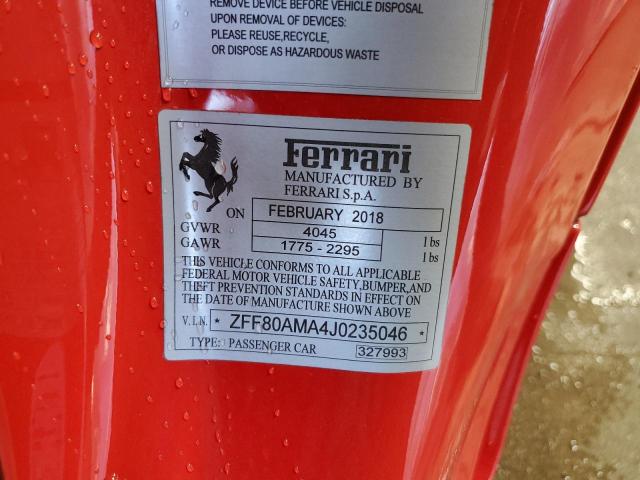 REMOVE DEVICE BEFORE VEHICLE DISPOSAL
UPON REMOVAL OF DEVICES:
PLEASE REUSE,RECYCLE,
OR DISPOSE AS HAZARDOUS WASTE
Ferrari
MANUFACTURED BY
FERRARI S.p.A.
ON FEBRUARY 2018
GVWR 4045 lbs
GAWR 1775 - 2295 lbs
THIS VEHICLE CONFORMS TO ALL APPLICABLE
FEDERAL MOTOR VEHICLE SAFETY,BUMPER,AND
THEFT PREVENTION STANDARDS IN EFFECT ON
THE DATE OF MANUFACTURE SHOWN ABOVE
V.I.N. * ZFF80AMA4J0235046 *
TYPE: PASSENGER CAR 327993